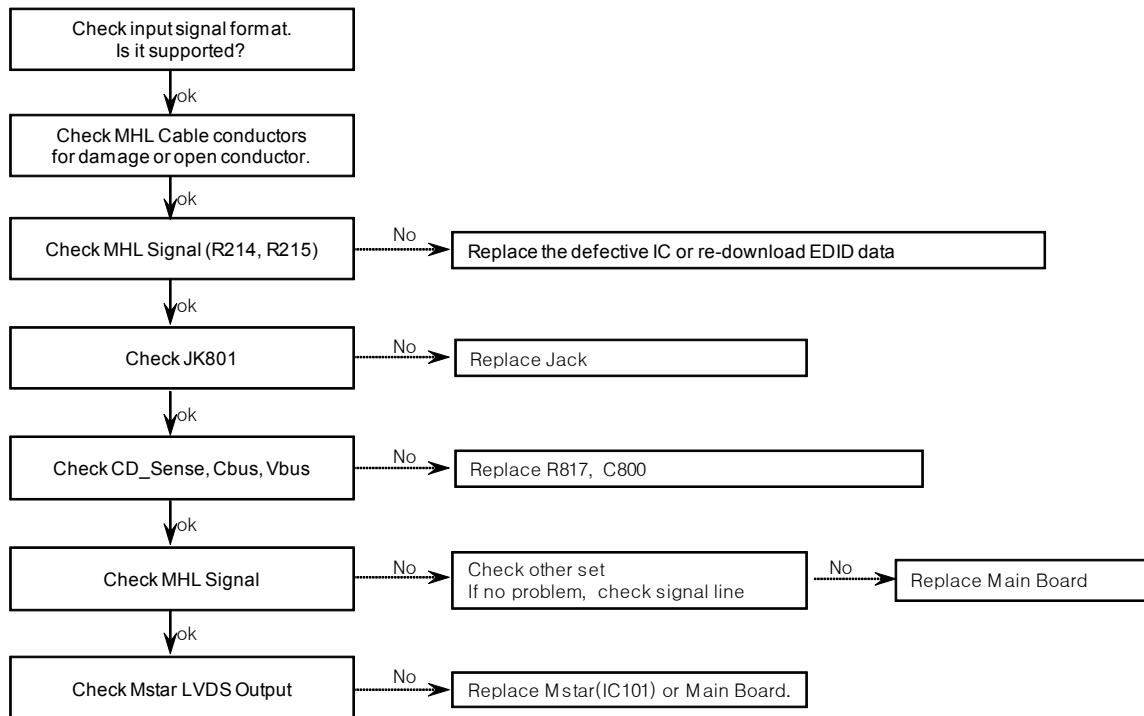 Check input signal format.
Is it supported?
ok
Check MHL Cable conductors
for damage or open conductor.
ok
Check MHL Signal (R214, R215)
No
Replace the defective IC or re-download EDID data
ok
Check JK801
No
Replace Jack
ok
Check CD_Sense, Cbus, Vbus
No
Replace R817, C800
ok
Check MHL Signal
No
Check other set
If no problem, check signal line
No
Replace Main Board
ok
Check Mstar LVDS Output
No
Replace Mstar(IC101) or Main Board.